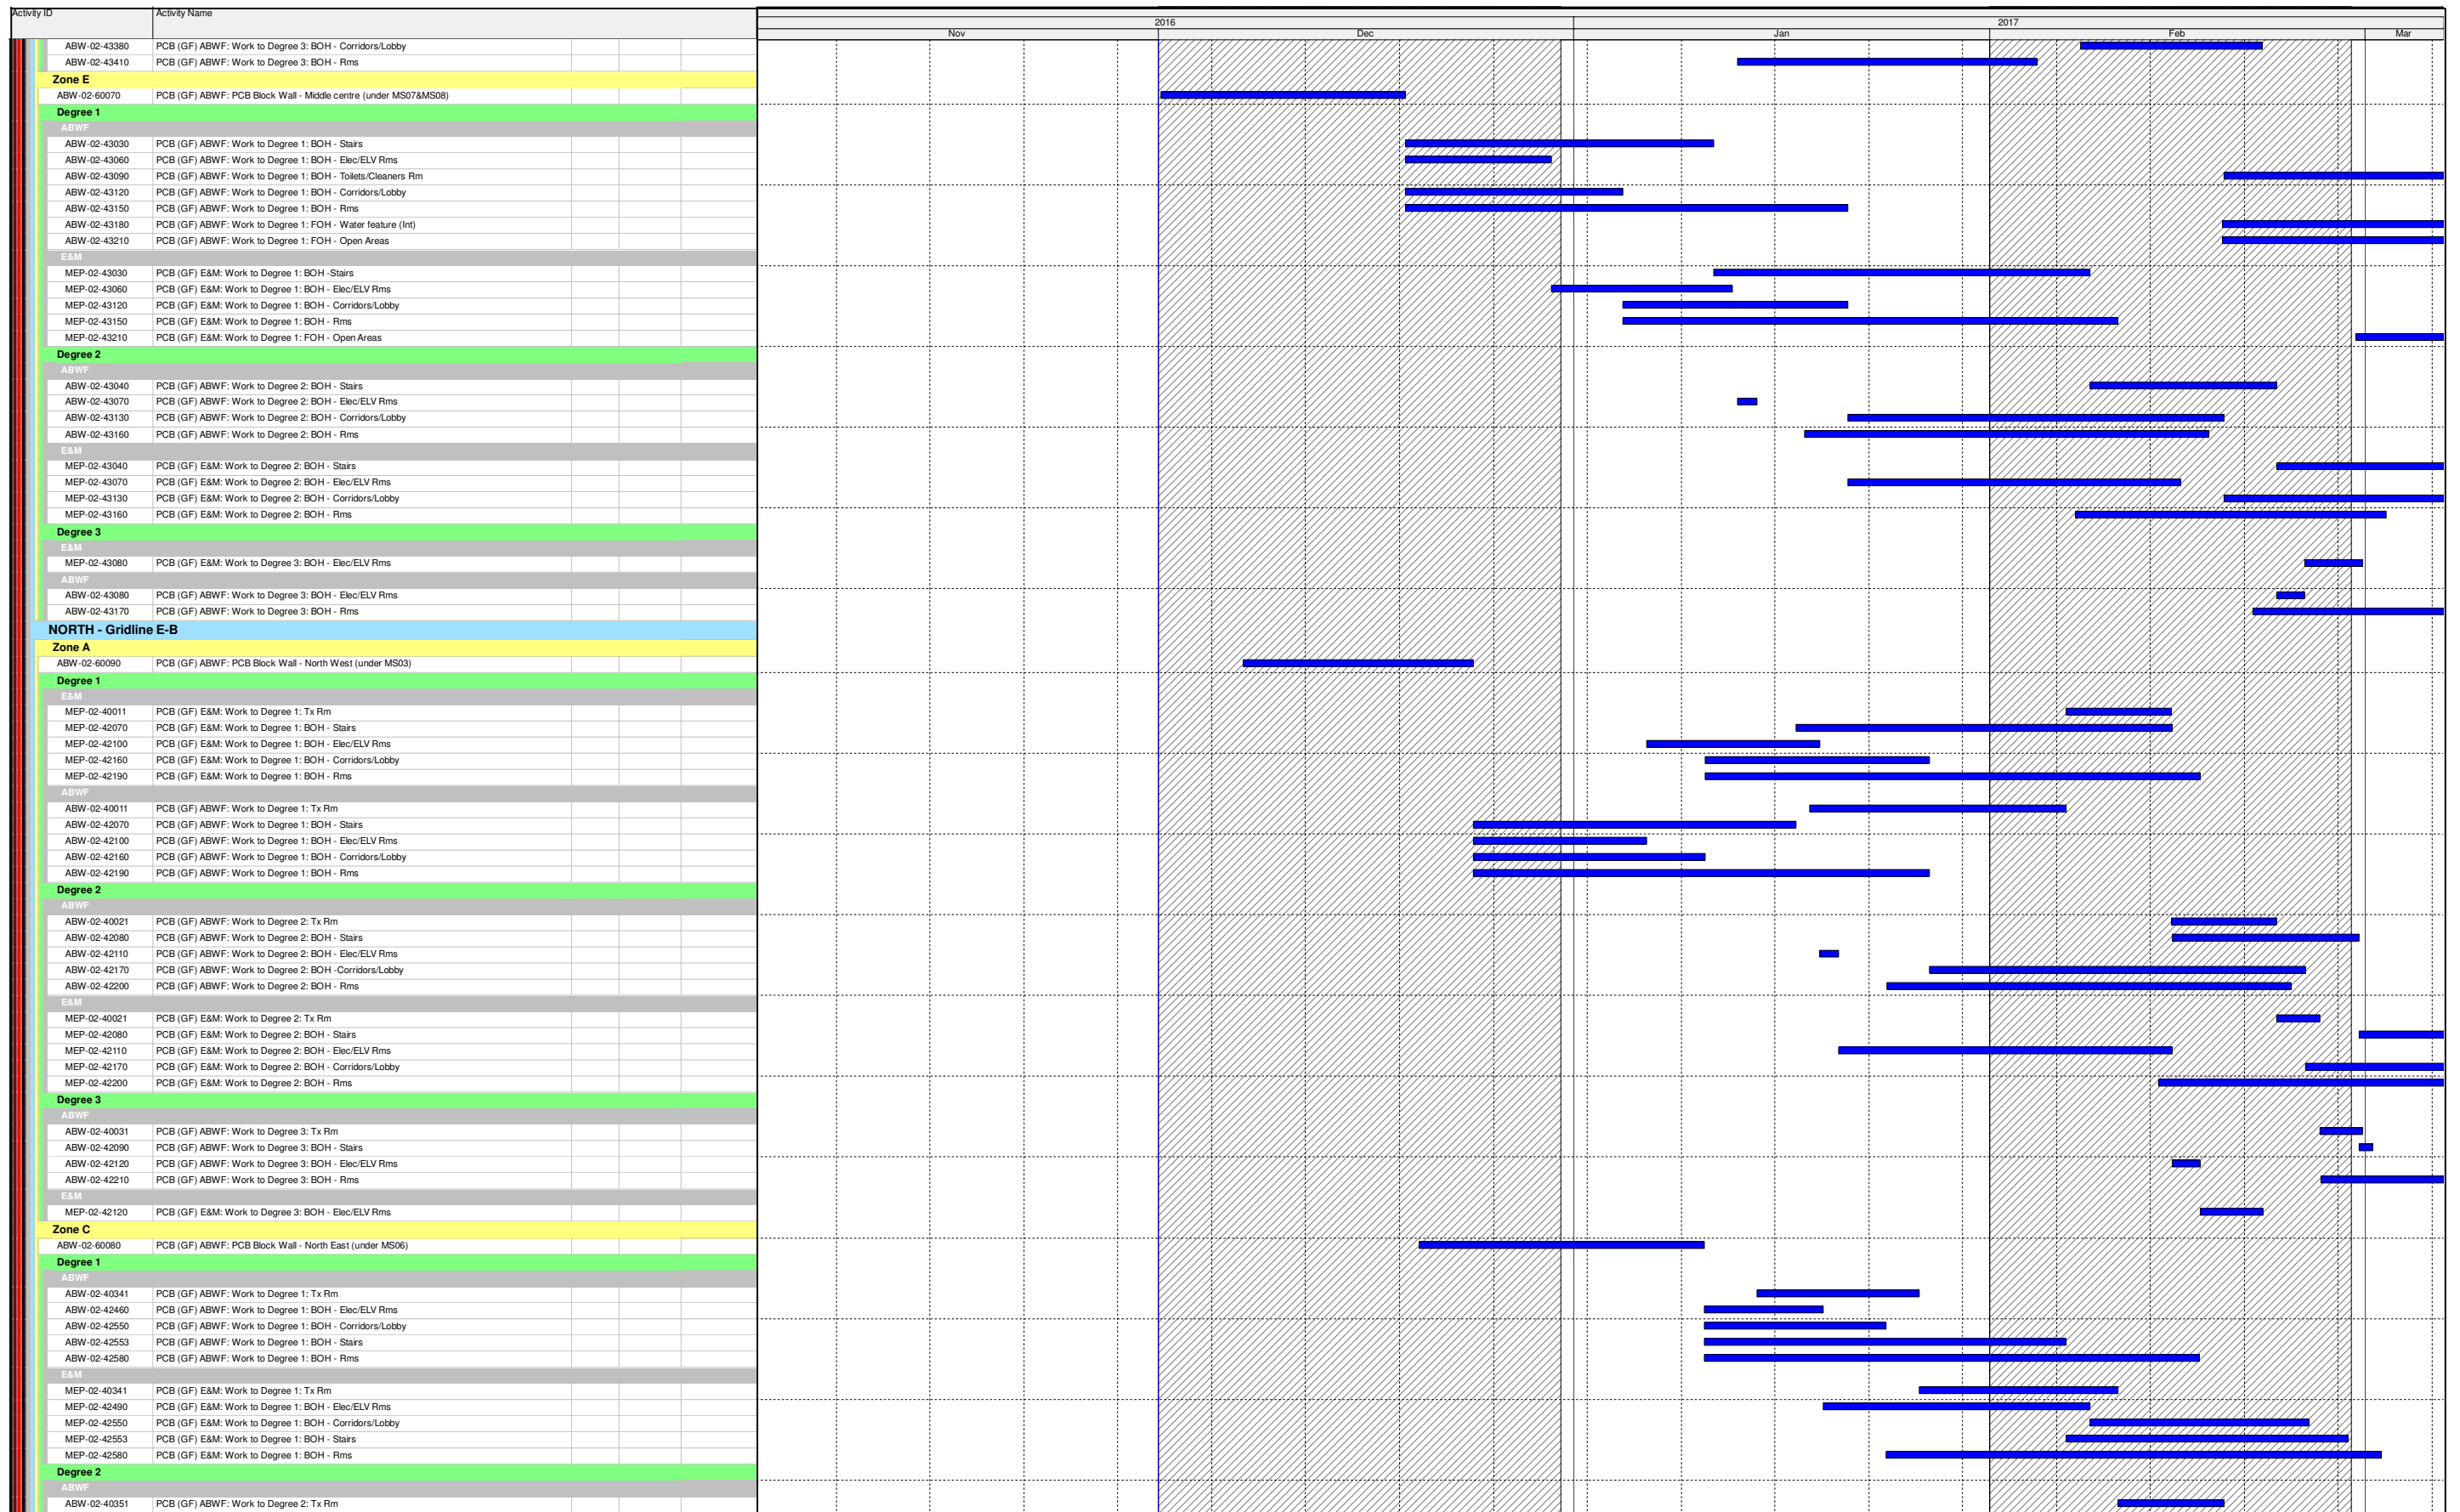 Activity ID Activity Name
2016 2017
Nov Dec Jan Feb Mar
ABW-02-43380 PCB (GF) ABWF: Work to Degree 3: BOH - Corridors/Lobby
ABW-02-43410 PCB (GF) ABWF: Work to Degree 3: BOH - Rms
Zone E
ABW-02-60070 PCB (GF) ABWF: PCB Block Wall - Middle centre (under MS07&MS08)
Degree 1
ABWF
ABW-02-43030 PCB (GF) ABWF: Work to Degree 1: BOH - Stairs
ABW-02-43060 PCB (GF) ABWF: Work to Degree 1: BOH - Elec/ELV Rms
ABW-02-43090 PCB (GF) ABWF: Work to Degree 1: BOH - Toilets/Cleaners Rm
ABW-02-43120 PCB (GF) ABWF: Work to Degree 1: BOH - Corridors/Lobby
ABW-02-43150 PCB (GF) ABWF: Work to Degree 1: BOH - Rms
ABW-02-43180 PCB (GF) ABWF: Work to Degree 1: FOH - Water feature (Int)
ABW-02-43210 PCB (GF) ABWF: Work to Degree 1: FOH - Open Areas
E&M
MEP-02-43030 PCB (GF) E&M: Work to Degree 1: BOH -Stairs
MEP-02-43060 PCB (GF) E&M: Work to Degree 1: BOH - Elec/ELV Rms
MEP-02-43120 PCB (GF) E&M: Work to Degree 1: BOH - Corridors/Lobby
MEP-02-43150 PCB (GF) E&M: Work to Degree 1: BOH - Rms
MEP-02-43210 PCB (GF) E&M: Work to Degree 1: FOH - Open Areas
Degree 2
ABWF
ABW-02-43040 PCB (GF) ABWF: Work to Degree 2: BOH - Stairs
ABW-02-43070 PCB (GF) ABWF: Work to Degree 2: BOH - Elec/ELV Rms
ABW-02-43130 PCB (GF) ABWF: Work to Degree 2: BOH - Corridors/Lobby
ABW-02-43160 PCB (GF) ABWF: Work to Degree 2: BOH - Rms
E&M
MEP-02-43040 PCB (GF) E&M: Work to Degree 2: BOH - Stairs
MEP-02-43070 PCB (GF) E&M: Work to Degree 2: BOH - Elec/ELV Rms
MEP-02-43130 PCB (GF) E&M: Work to Degree 2: BOH - Corridors/Lobby
MEP-02-43160 PCB (GF) E&M: Work to Degree 2: BOH - Rms
Degree 3
E&M
MEP-02-43080 PCB (GF) E&M: Work to Degree 3: BOH - Elec/ELV Rms
ABWF
ABW-02-43080 PCB (GF) ABWF: Work to Degree 3: BOH - Elec/ELV Rms
ABW-02-43170 PCB (GF) ABWF: Work to Degree 3: BOH - Rms
NORTH - Gridline E-B
Zone A
ABW-02-60090 PCB (GF) ABWF: PCB Block Wall - North West (under MS03)
Degree 1
E&M
MEP-02-40011 PCB (GF) E&M: Work to Degree 1: Tx Rm
MEP-02-42070 PCB (GF) E&M: Work to Degree 1: BOH - Stairs
MEP-02-42100 PCB (GF) E&M: Work to Degree 1: BOH - Elec/ELV Rms
MEP-02-42160 PCB (GF) E&M: Work to Degree 1: BOH - Corridors/Lobby
MEP-02-42190 PCB (GF) E&M: Work to Degree 1: BOH - Rms
ABWF
ABW-02-40011 PCB (GF) ABWF: Work to Degree 1: Tx Rm
ABW-02-42070 PCB (GF) ABWF: Work to Degree 1: BOH - Stairs
ABW-02-42100 PCB (GF) ABWF: Work to Degree 1: BOH - Elec/ELV Rms
ABW-02-42160 PCB (GF) ABWF: Work to Degree 1: BOH - Corridors/Lobby
ABW-02-42190 PCB (GF) ABWF: Work to Degree 1: BOH - Rms
Degree 2
ABWF
ABW-02-40021 PCB (GF) ABWF: Work to Degree 2: Tx Rm
ABW-02-42080 PCB (GF) ABWF: Work to Degree 2: BOH - Stairs
ABW-02-42110 PCB (GF) ABWF: Work to Degree 2: BOH - Elec/ELV Rms
ABW-02-42170 PCB (GF) ABWF: Work to Degree 2: BOH -Corridors/Lobby
ABW-02-42200 PCB (GF) ABWF: Work to Degree 2: BOH - Rms
E&M
MEP-02-40021 PCB (GF) E&M: Work to Degree 2: Tx Rm
MEP-02-42080 PCB (GF) E&M: Work to Degree 2: BOH - Stairs
MEP-02-42110 PCB (GF) E&M: Work to Degree 2: BOH - Elec/ELV Rms
MEP-02-42170 PCB (GF) E&M: Work to Degree 2: BOH - Corridors/Lobby
MEP-02-42200 PCB (GF) E&M: Work to Degree 2: BOH - Rms
Degree 3
ABWF
ABW-02-40031 PCB (GF) ABWF: Work to Degree 3: Tx Rm
ABW-02-42090 PCB (GF) ABWF: Work to Degree 3: BOH - Stairs
ABW-02-42120 PCB (GF) ABWF: Work to Degree 3: BOH - Elec/ELV Rms
ABW-02-42210 PCB (GF) ABWF: Work to Degree 3: BOH - Rms
E&M
MEP-02-42120 PCB (GF) E&M: Work to Degree 3: BOH - Elec/ELV Rms
Zone C
ABW-02-60080 PCB (GF) ABWF: PCB Block Wall - North East (under MS06)
Degree 1
ABWF
ABW-02-40341 PCB (GF) ABWF: Work to Degree 1: Tx Rm
ABW-02-42460 PCB (GF) ABWF: Work to Degree 1: BOH - Elec/ELV Rms
ABW-02-42550 PCB (GF) ABWF: Work to Degree 1: BOH - Corridors/Lobby
ABW-02-42553 PCB (GF) ABWF: Work to Degree 1: BOH - Stairs
ABW-02-42580 PCB (GF) ABWF: Work to Degree 1: BOH - Rms
E&M
MEP-02-40341 PCB (GF) E&M: Work to Degree 1: Tx Rm
MEP-02-42490 PCB (GF) E&M: Work to Degree 1: BOH - Elec/ELV Rms
MEP-02-42550 PCB (GF) E&M: Work to Degree 1: BOH - Corridors/Lobby
MEP-02-42553 PCB (GF) E&M: Work to Degree 1: BOH - Stairs
MEP-02-42580 PCB (GF) E&M: Work to Degree 1: BOH - Rms
Degree 2
ABWF
ABW-02-40351 PCB (GF) ABWF: Work to Degree 2: Tx Rm